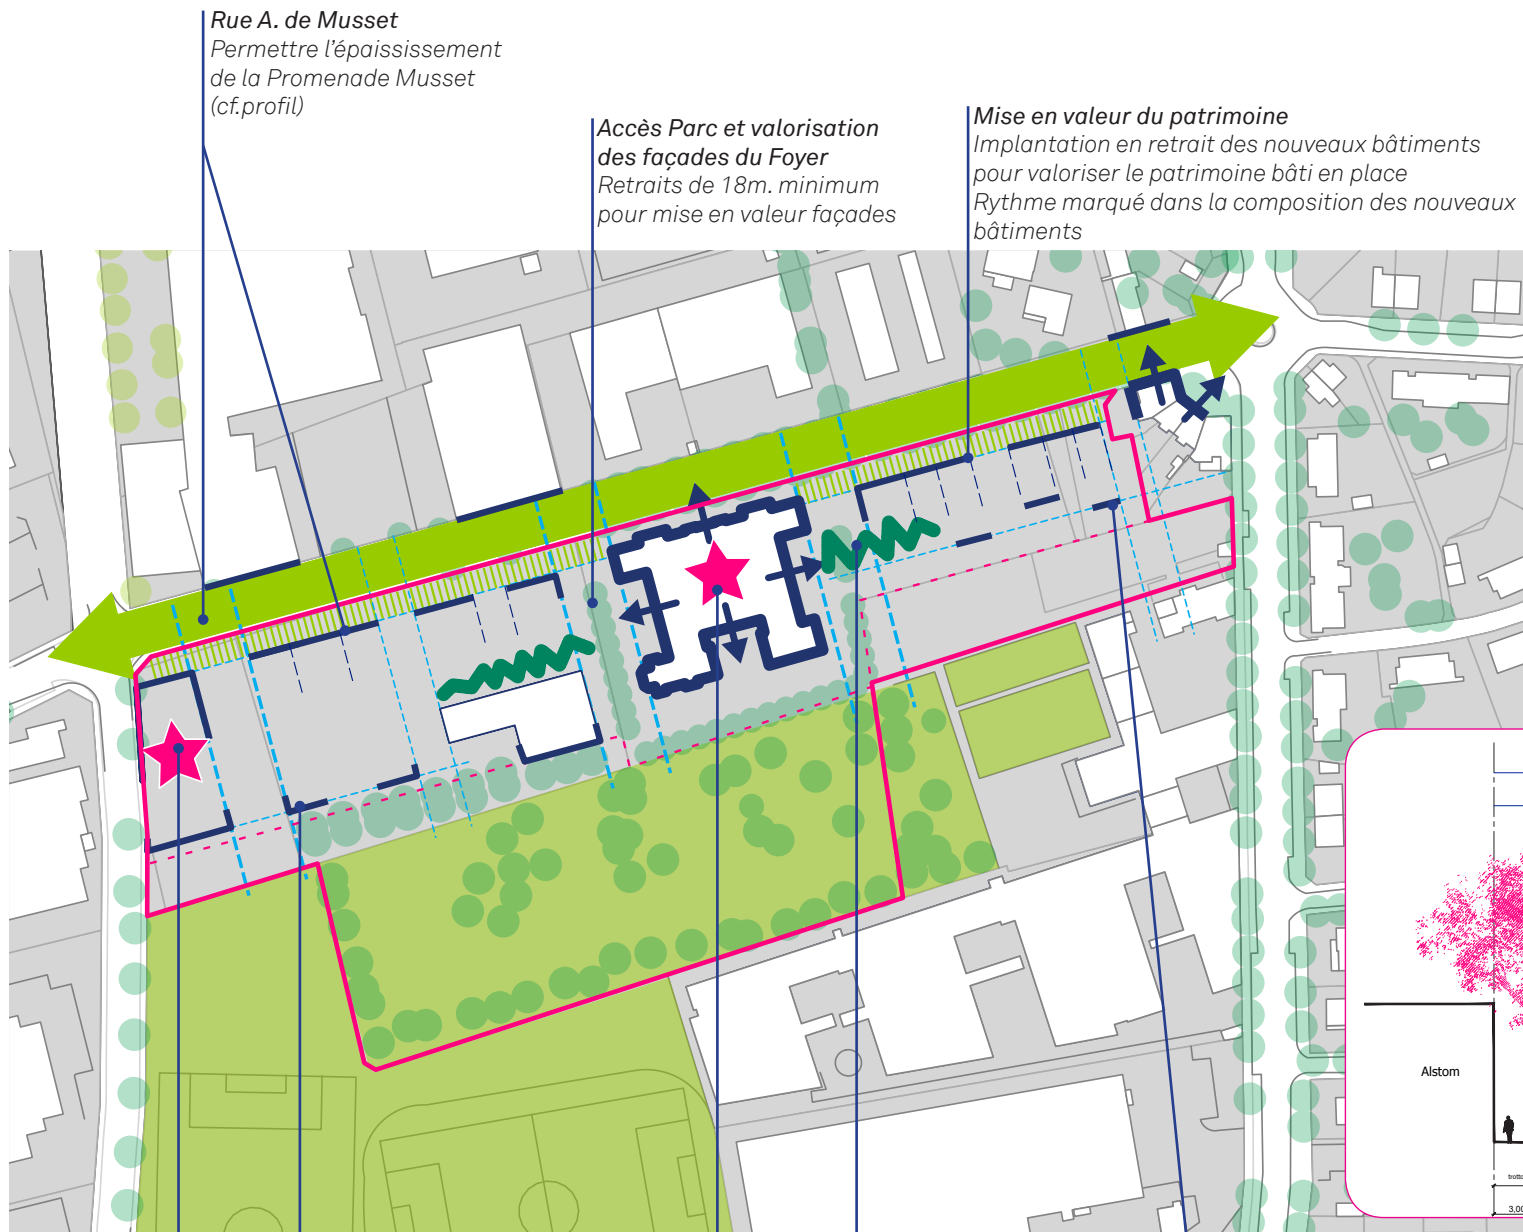 Rue A. de Musset
Permettre l'épaississement
de la Promenade Musset
(cf.profil)
Accès Parc et valorisation
des façades du Foyer
Retraits de 18m. minimum
pour mise en valeur façades
Mise en valeur du patrimoine
Implantation en retrait des nouveaux bâtiments
pour valoriser le patrimoine bâti en place
Rythme marqué dans la composition des nouveaux
bâtiments
Alstom